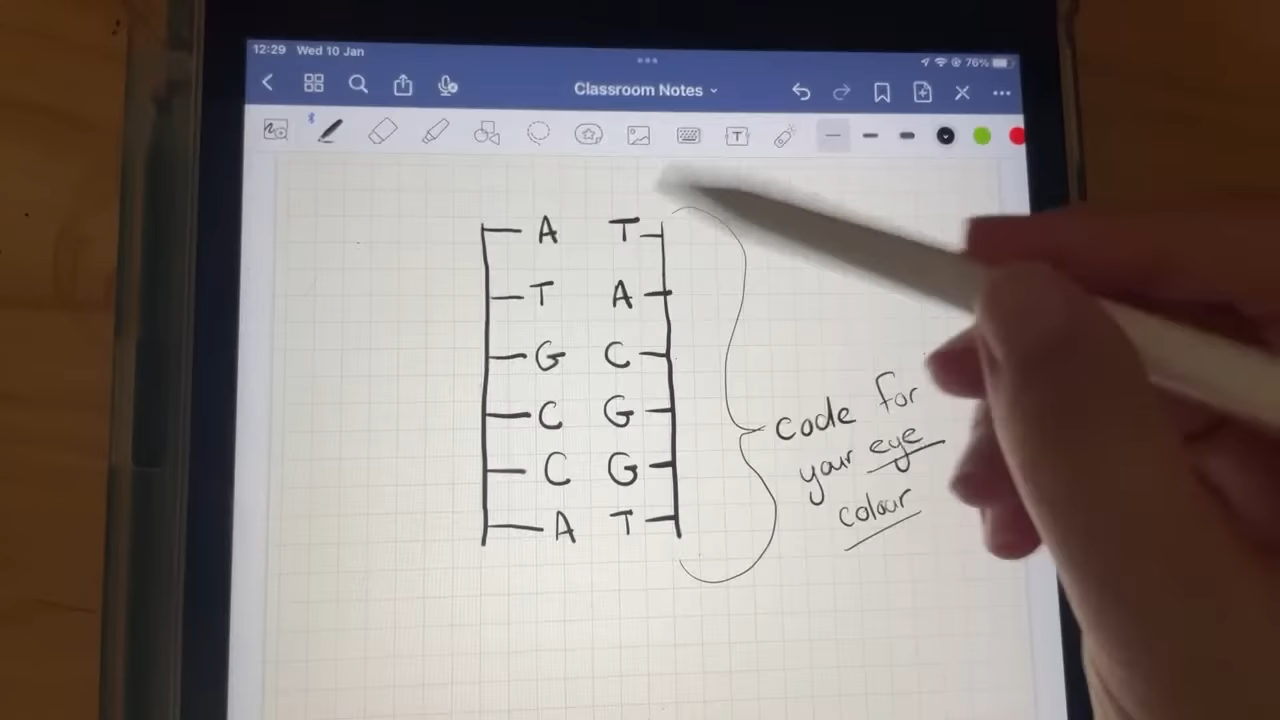 12:29 Wed 10 Jan
76%
Classroom Notes
T
A T
T A
G C
C G
C G
A T
code for
your eye
colour